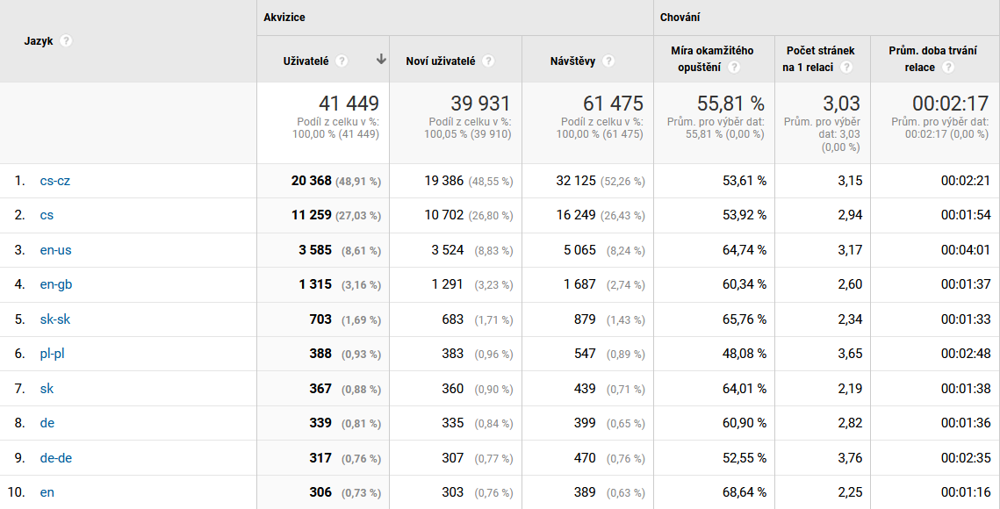 Akvizice Chování
Jazyk ?
Uživatelé ? Noví uživatelé ? Návštěvy ? Míra okamžitého opuštění ? Počet stránek na 1 relaci ? Prům. doba trvání relace ?
41 449 39 931 61 475 55,81 % 3,03 00:02:17
Podíl z celku v %: 100,00 % (41 449) Podíl z celku v %: 100,05 % (39 910) Podíl z celku v %: 100,00 % (61 475) Prům. pro výběr dat: 55,81 % (0,00 %) Prům. pro výběr dat: 3,03 (0,00 %) Prům. pro výběr dat: 00:02:17 (0,00 %)
1. cs-cz 20 368 (48,91 %) 19 386 (48,55 %) 32 125 (52,26 %) 53,61 % 3,15 00:02:21
2. cs 11 259 (27,03 %) 10 702 (26,80 %) 16 249 (26,43 %) 53,92 % 2,94 00:01:54
3. en-us 3 585 (8,61 %) 3 524 (8,83 %) 5 065 (8,24 %) 64,74 % 3,17 00:04:01
4. en-gb 1 315 (3,16 %) 1 291 (3,23 %) 1 687 (2,74 %) 60,34 % 2,60 00:01:37
5. sk-sk 703 (1,69 %) 683 (1,71 %) 879 (1,43 %) 65,76 % 2,34 00:01:33
6. pl-pl 388 (0,93 %) 383 (0,96 %) 547 (0,89 %) 48,08 % 3,65 00:02:48
7. sk 367 (0,88 %) 360 (0,90 %) 439 (0,71 %) 64,01 % 2,19 00:01:38
8. de 339 (0,81 %) 335 (0,84 %) 399 (0,65 %) 60,90 % 2,82 00:01:36
9. de-de 317 (0,76 %) 307 (0,77 %) 470 (0,76 %) 52,55 % 3,76 00:02:35
10. en 306 (0,73 %) 303 (0,76 %) 389 (0,63 %) 68,64 % 2,25 00:01:16